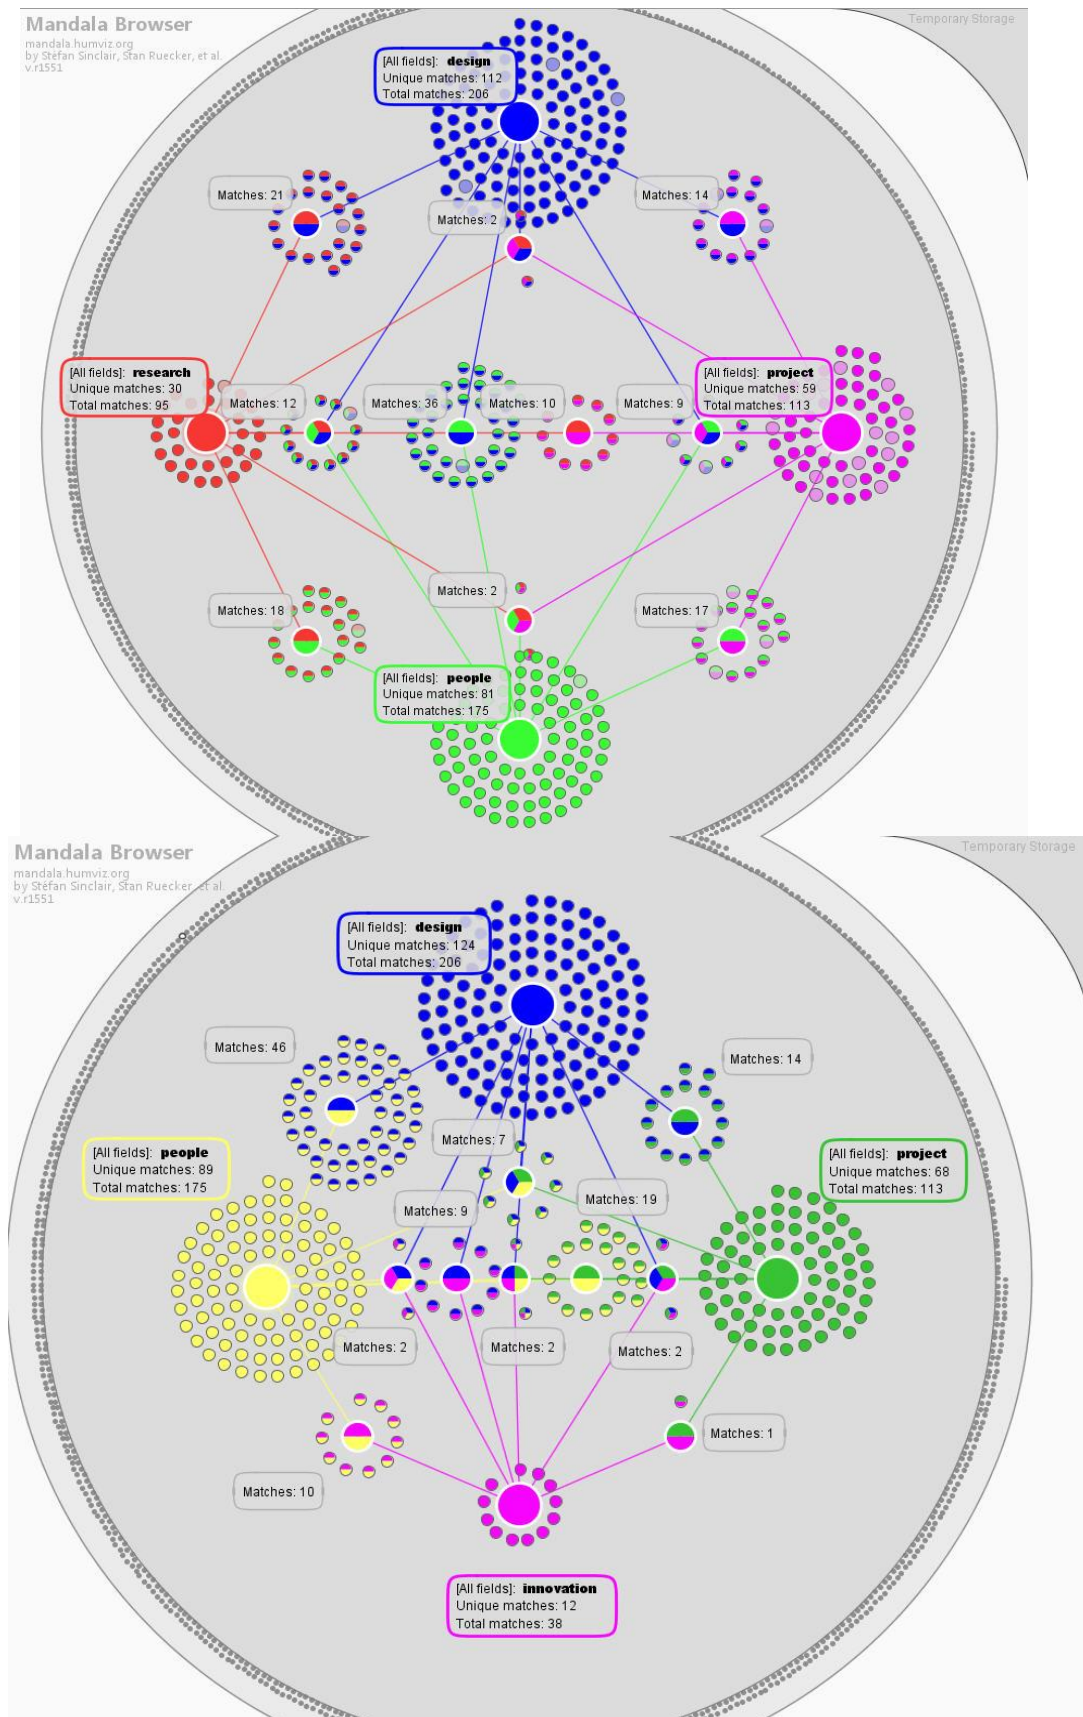 Mandala Browser
mandala.humviz.org
by Stéfan Sinclair, Stan Ruecker, et al.
v.r1551
Temporary Storage
[All fields]: design
Unique matches: 112
Total matches: 206
Matches: 21
Matches: 2
Matches: 14
[All fields]: research
Unique matches: 30
Total matches: 95
Matches: 12
Matches: 36
Matches: 10
Matches: 9
[All fields]: project
Unique matches: 59
Total matches: 113
Matches: 18
Matches: 2
Matches: 17
[All fields]: people
Unique matches: 81
Total matches: 175
Mandala Browser
mandala.humviz.org
by Stéfan Sinclair, Stan Ruecker, et al.
v.r1551
Temporary Storage
[All fields]: design
Unique matches: 124
Total matches: 206
Matches: 46
Matches: 14
Matches: 7
[All fields]: people
Unique matches: 89
Total matches: 175
[All fields]: project
Unique matches: 68
Total matches: 113
Matches: 9
Matches: 19
Matches: 2
Matches: 2
Matches: 2
Matches: 1
Matches: 10
[All fields]: innovation
Unique matches: 12
Total matches: 38